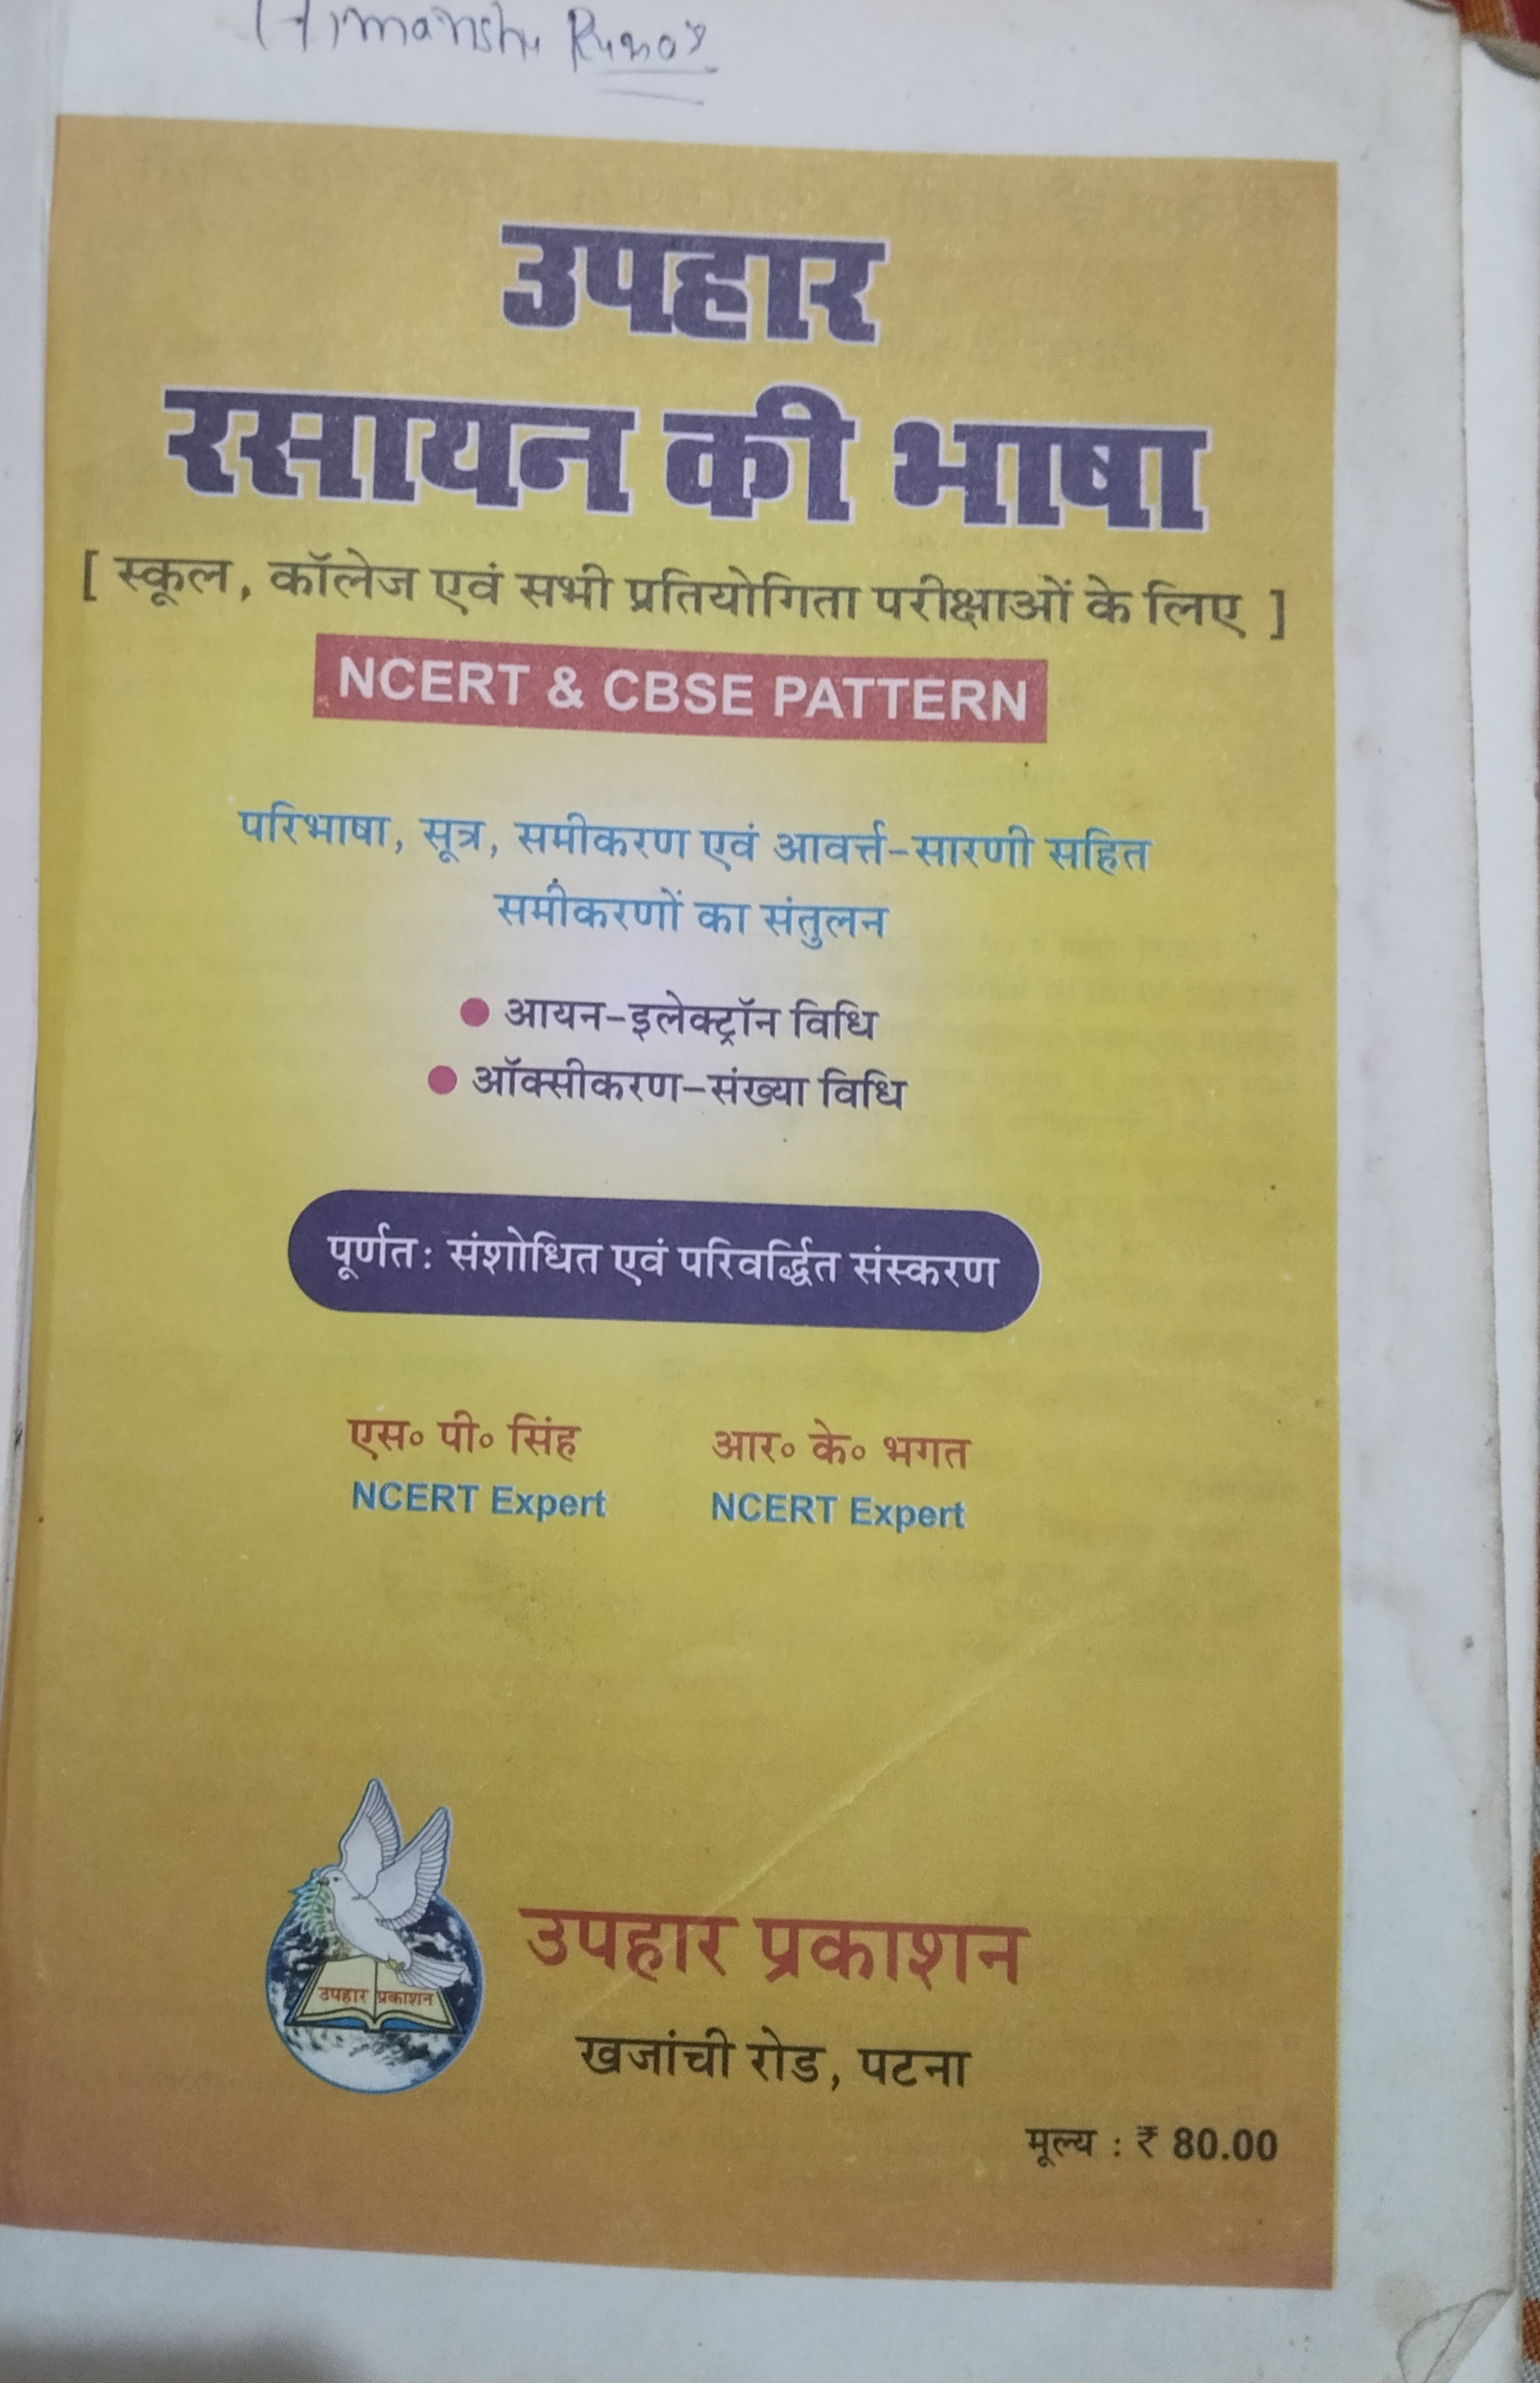 Himanshu Kumar
उपहार
रसायन की भाषा
[ स्कूल, कॉलेज एवं सभी प्रतियोगिता परीक्षाओं के लिए ]
NCERT & CBSE PATTERN
परिभाषा, सूत्र, समीकरण एवं आवर्त्त-सारणी सहित
समीकरणों का संतुलन
● आयन-इलेक्ट्रॉन विधि
● ऑक्सीकरण-संख्या विधि
पूर्णतः संशोधित एवं परिवर्द्धित संस्करण
एस॰ पी॰ सिंह आर॰ के॰ भगत
NCERT Expert NCERT Expert
उपहार प्रकाशन
उपहार प्रकाशन
खजांची रोड, पटना
मूल्य : ₹ 80.00